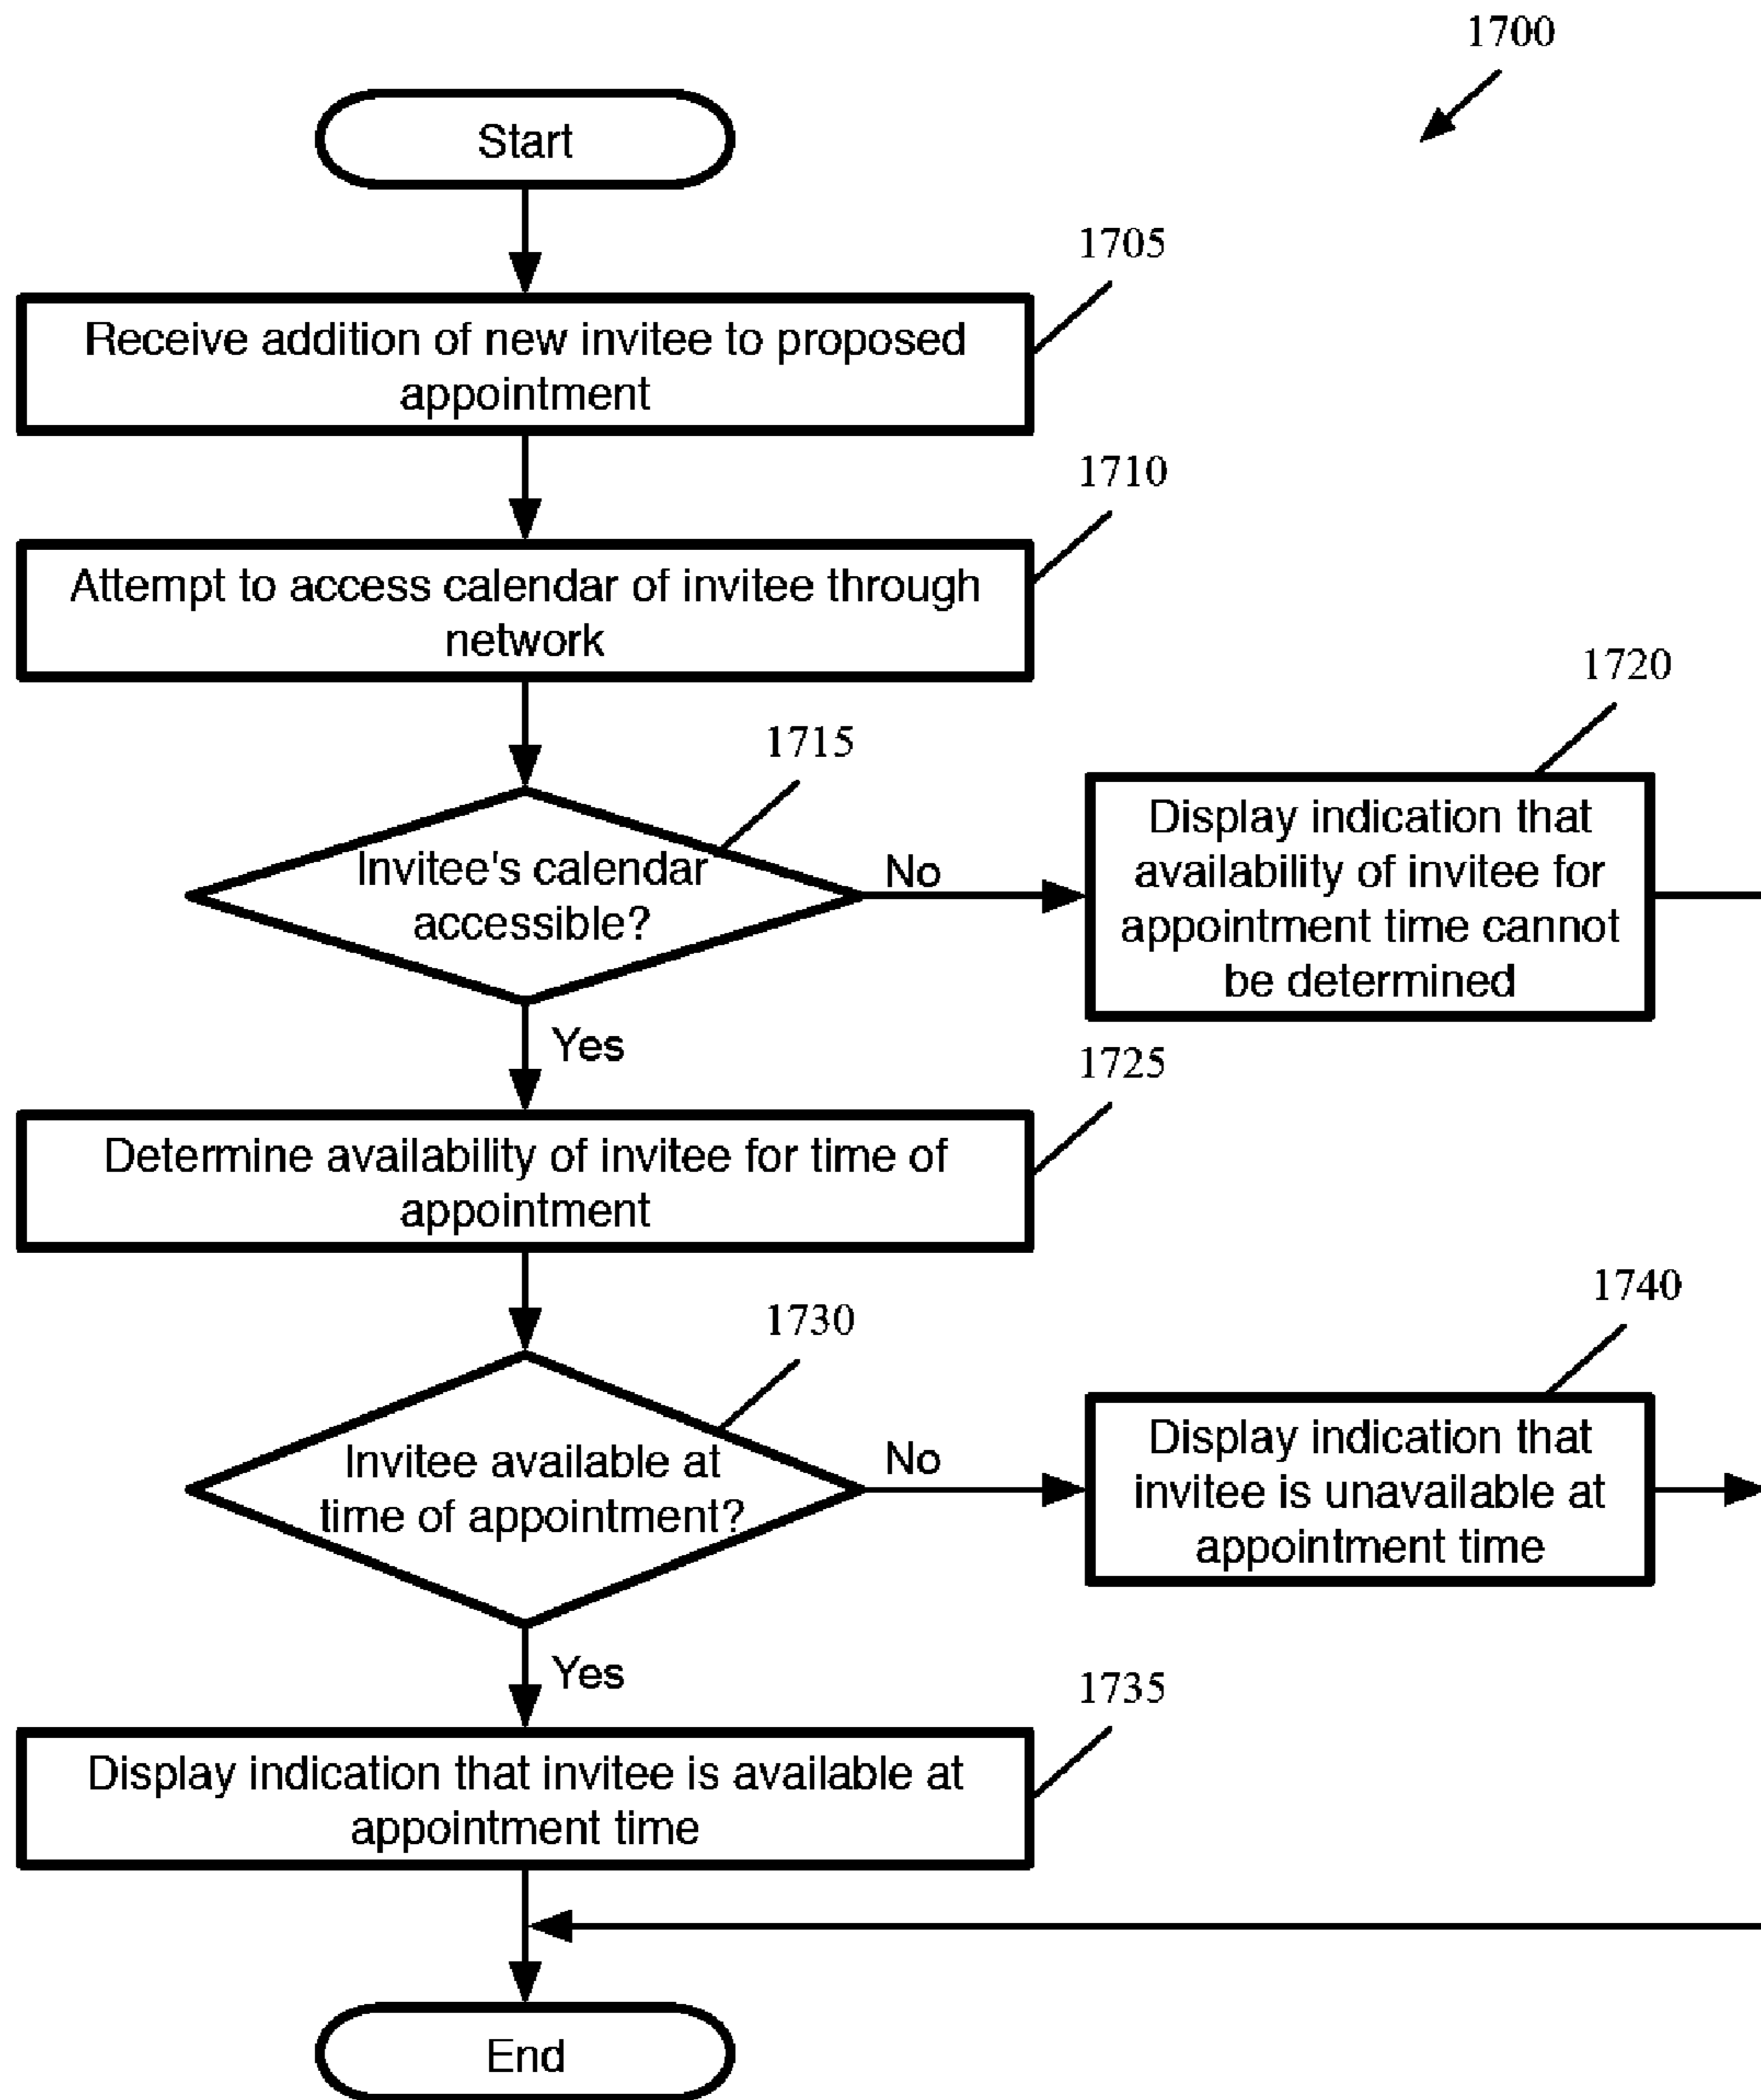 1700
Start
1705
Receive addition of new invitee to proposed
appointment
1710
Attempt to access calendar of invitee through
network
1715
Invitee's calendar
accessible?
No
1720
Display indication that
availability of invitee for
appointment time cannot
be determined
Yes
1725
Determine availability of invitee for time of
appointment
1730
Invitee available at
time of appointment?
No
1740
Display indication that
invitee is unavailable at
appointment time
Yes
1735
Display indication that invitee is available at
appointment time
End